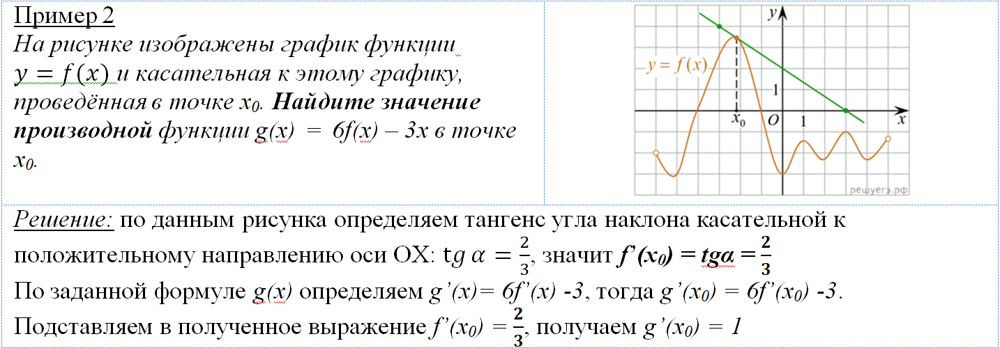 Пример 2
На рисунке изображены график функции
y = f(x) и касательная к этому графику,
проведённая в точке x₀. Найдите значение
производной функции g(x) = 6f(x) – 3x в точке
x₀.
y
y = f(x)
1
x₀
O
1
x
решуегэ.рф
Решение: по данным рисунка определяем тангенс угла наклона касательной к
положительному направлению оси ОХ: tg α = 2/3, значит f’(x₀) = tgα = 2/3
По заданной формуле g(x) определяем g’(x)= 6f’(x) -3, тогда g’(x₀) = 6f’(x₀) -3.
Подставляем в полученное выражение f’(x₀) = 2/3, получаем g’(x₀) = 1